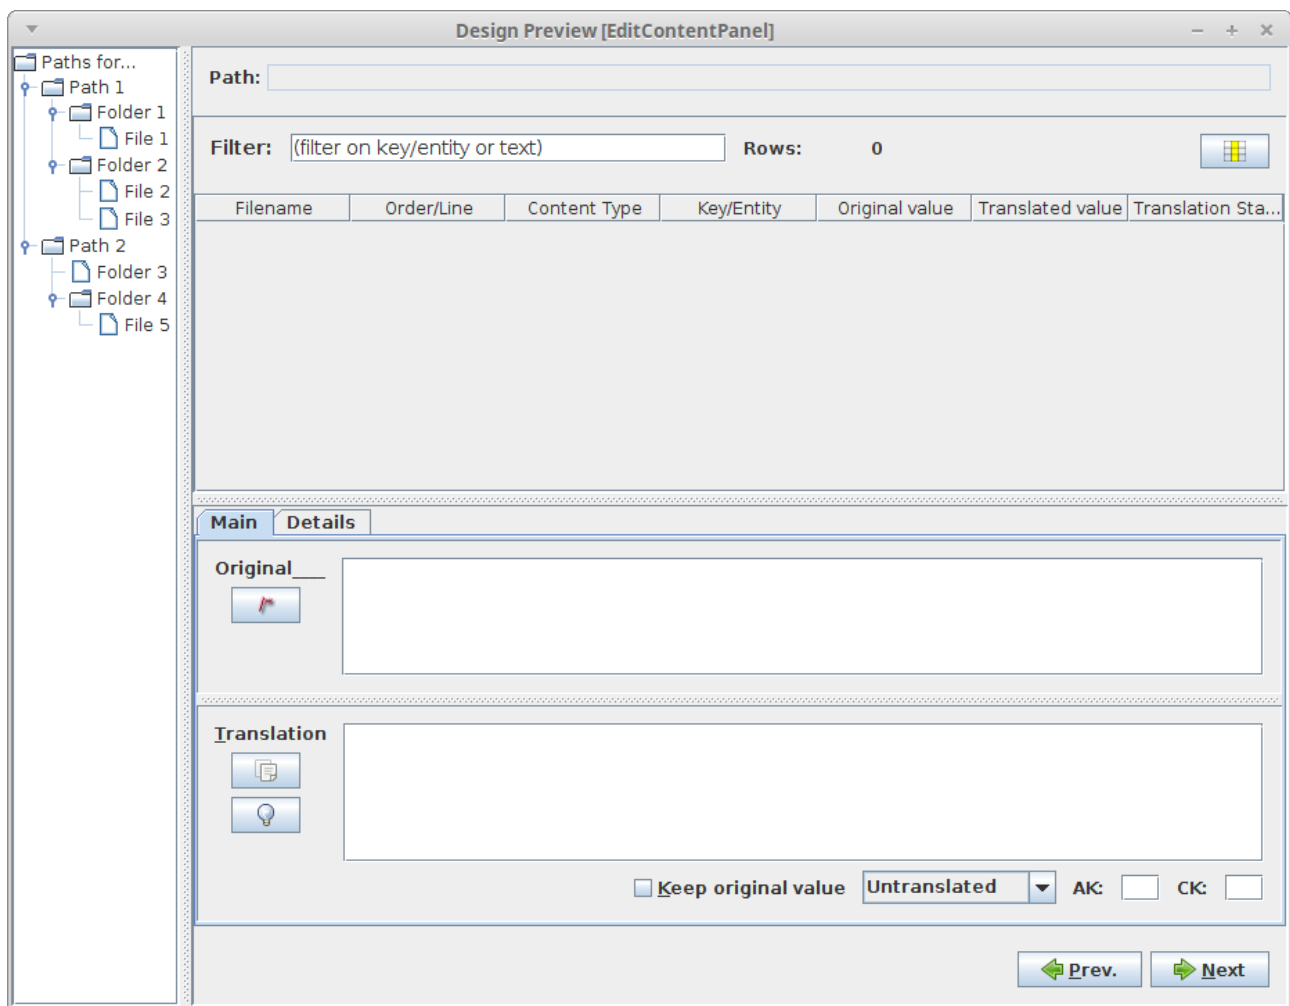 Design Preview [EditContentPanel]
Paths for...
Path 1
Folder 1
File 1
Folder 2
File 2
File 3
Path 2
Folder 3
Folder 4
File 5
Path:
Filter: (filter on key/entity or text) Rows: 0
Filename Order/Line Content Type Key/Entity Original value Translated value Translation Sta...
Main Details
Original___
Translation
Keep original value Untranslated AK: CK:
Prev. Next